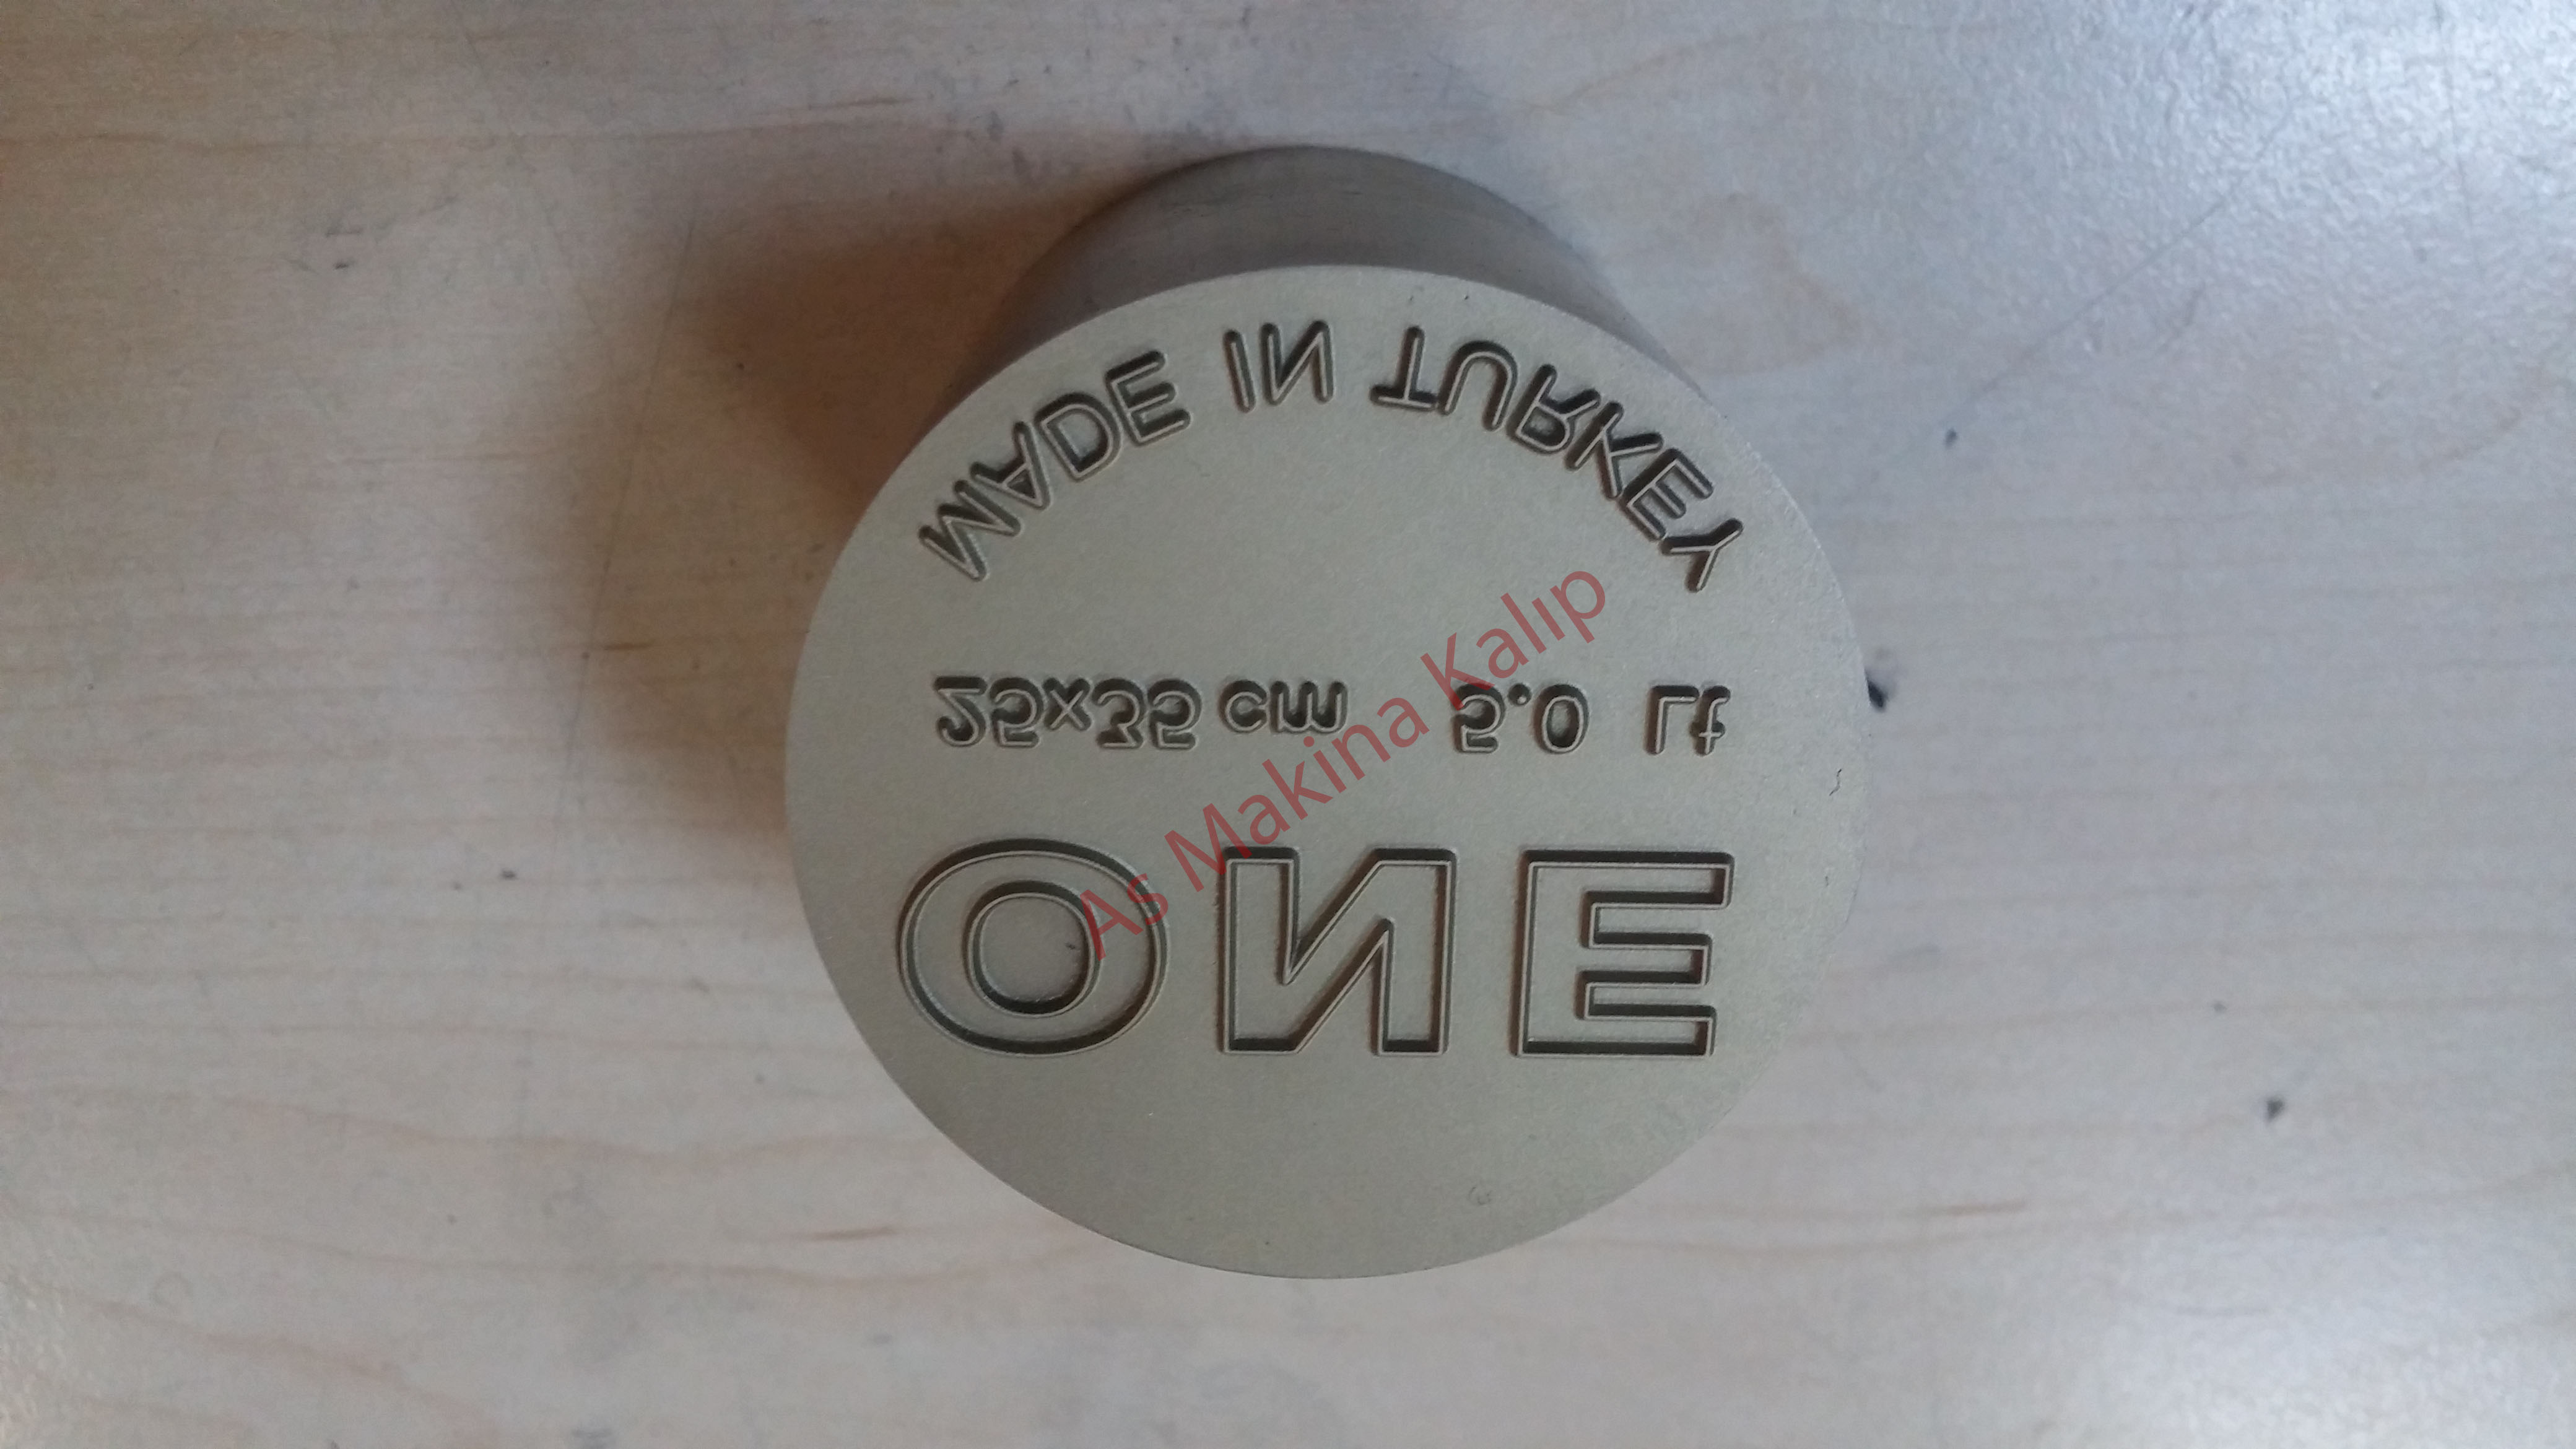 MADE IN TURKEY
25x35 cm 5.0 Lt
ONE
As Makina Kalıp